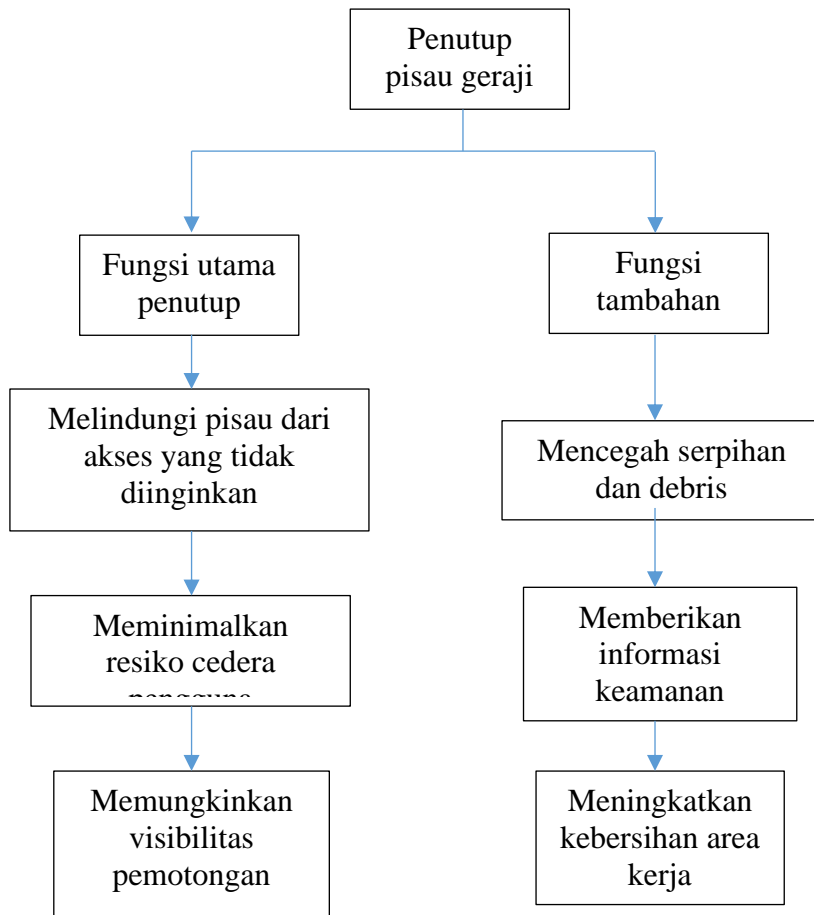 Penutup
pisau geraji
Fungsi utama
penutup
Fungsi
tambahan
Melindungi pisau dari
akses yang tidak
diinginkan
Mencegah serpihan
dan debris
Meminimalkan
resiko cedera
pengguna
Memberikan
informasi
keamanan
Memungkinkan
visibilitas
pemotongan
Meningkatkan
kebersihan area
kerja